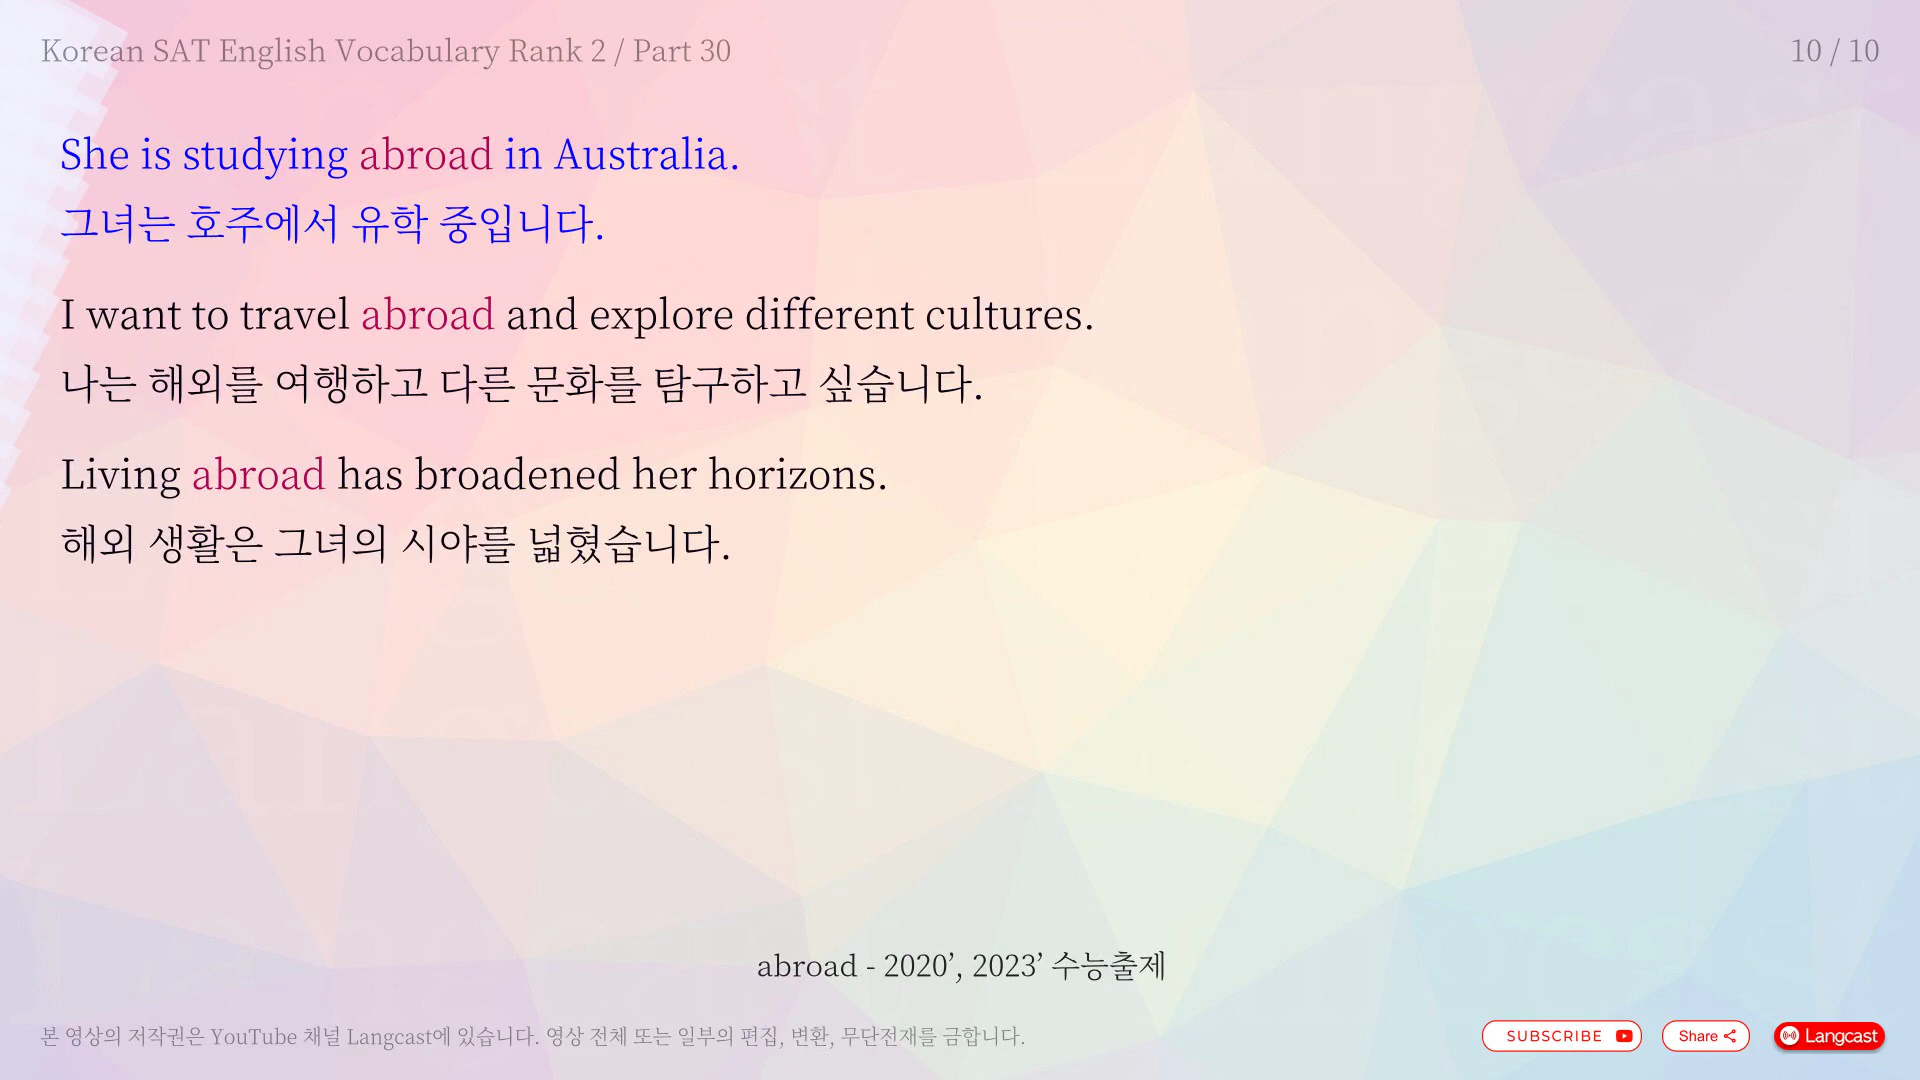 Korean SAT English Vocabulary Rank 2 / Part 30
10 / 10
She is studying abroad in Australia.
그녀는 호주에서 유학 중입니다.
I want to travel abroad and explore different cultures.
나는 해외를 여행하고 다른 문화를 탐구하고 싶습니다.
Living abroad has broadened her horizons.
해외 생활은 그녀의 시야를 넓혔습니다.
abroad - 2020’, 2023’ 수능출제
본 영상의 저작권은 YouTube 채널 Langcast에 있습니다. 영상 전체 또는 일부의 편집, 변환, 무단전재를 금합니다.
SUBSCRIBE
Share
Langcast